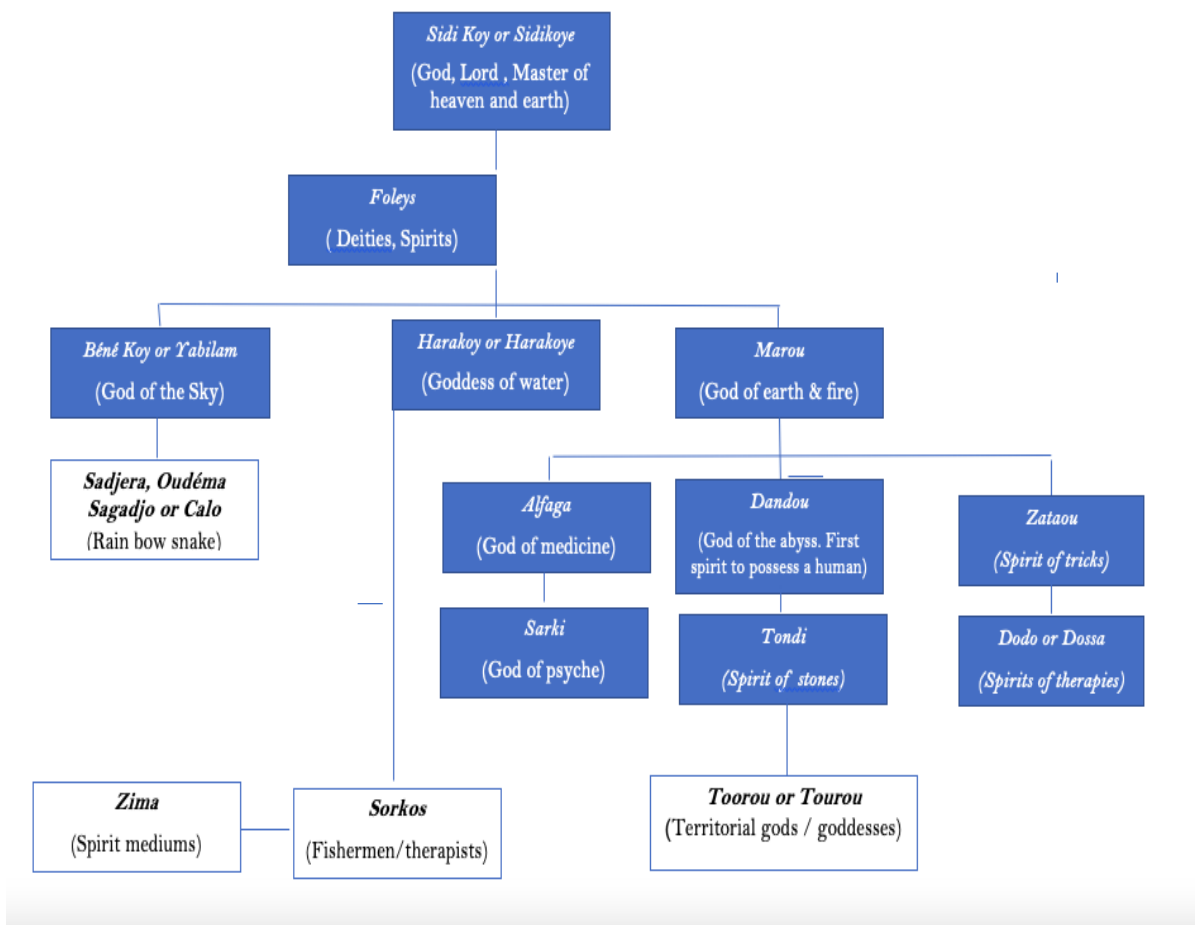 Sidi Koy or Sidikoye
(God, Lord , Master of
heaven and earth)
Foleys
( Deities, Spirits)
Béné Koy or Yabilam
(God of the Sky)
Harakoy or Harakoye
(Goddess of water)
Marou
(God of earth & fire)
Sadjera, Oudéma
Sagadjo or Calo
(Rain bow snake)
Alfaga
(God of medicine)
Dandou
(God of the abyss. First
spirit to possess a human)
Zataou
(Spirit of tricks)
Sarki
(God of psyche)
Tondi
(Spirit of stones)
Dodo or Dossa
(Spirits of therapies)
Zima
(Spirit mediums)
Sorkos
(Fishermen/therapists)
Toorou or Tourou
(Territorial gods / goddesses)